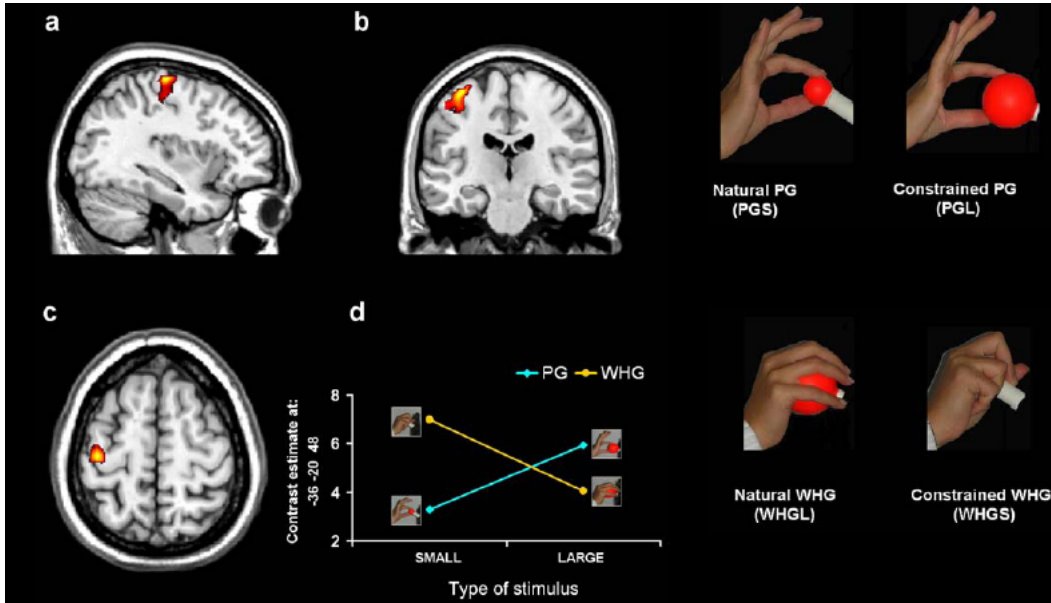 a
b
Natural PG
(PGS)
Constrained PG
(PGL)
c
d
PG
WHG
Contrast estimate at:
-36 -20 48
8
6
4
2
SMALL
LARGE
Type of stimulus
Natural WHG
(WHGL)
Constrained WHG
(WHGS)